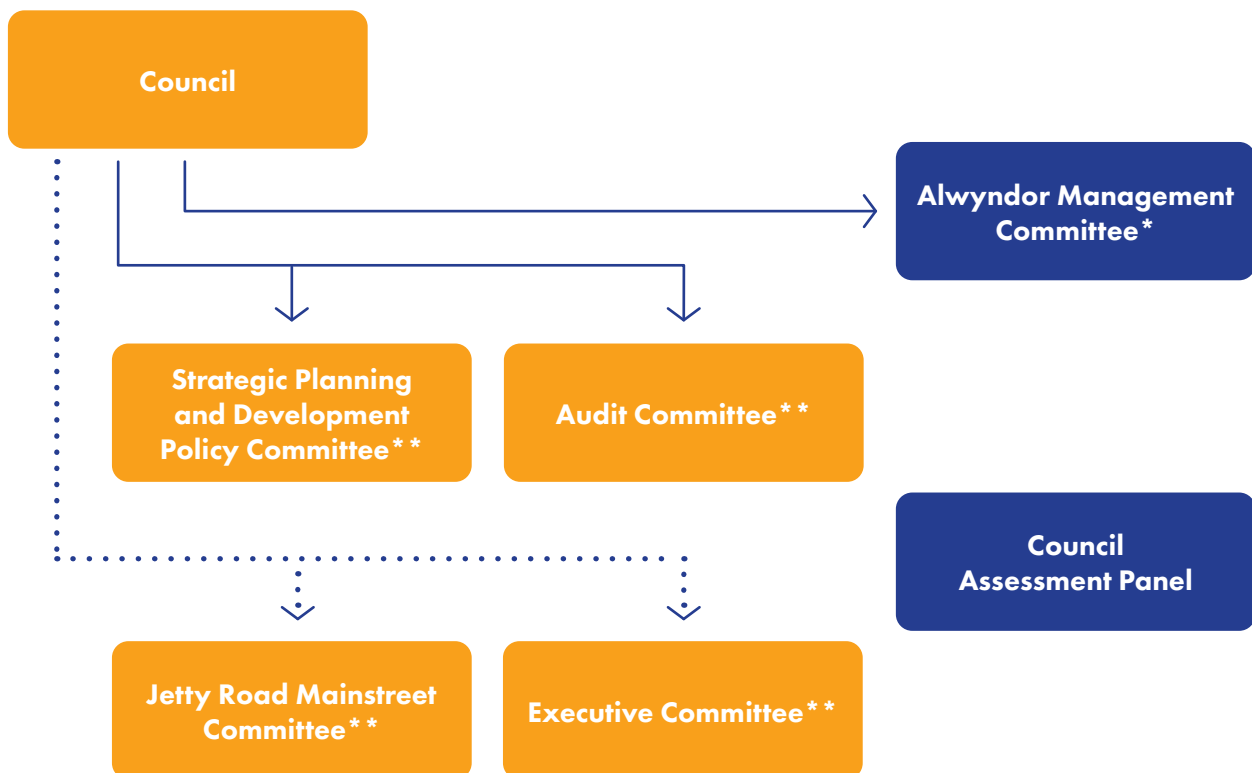 Council
Alwyndor Management
Committee*
Strategic Planning
and Development
Policy Committee**
Audit Committee**
Council
Assessment Panel
Jetty Road Mainstreet
Committee**
Executive Committee**